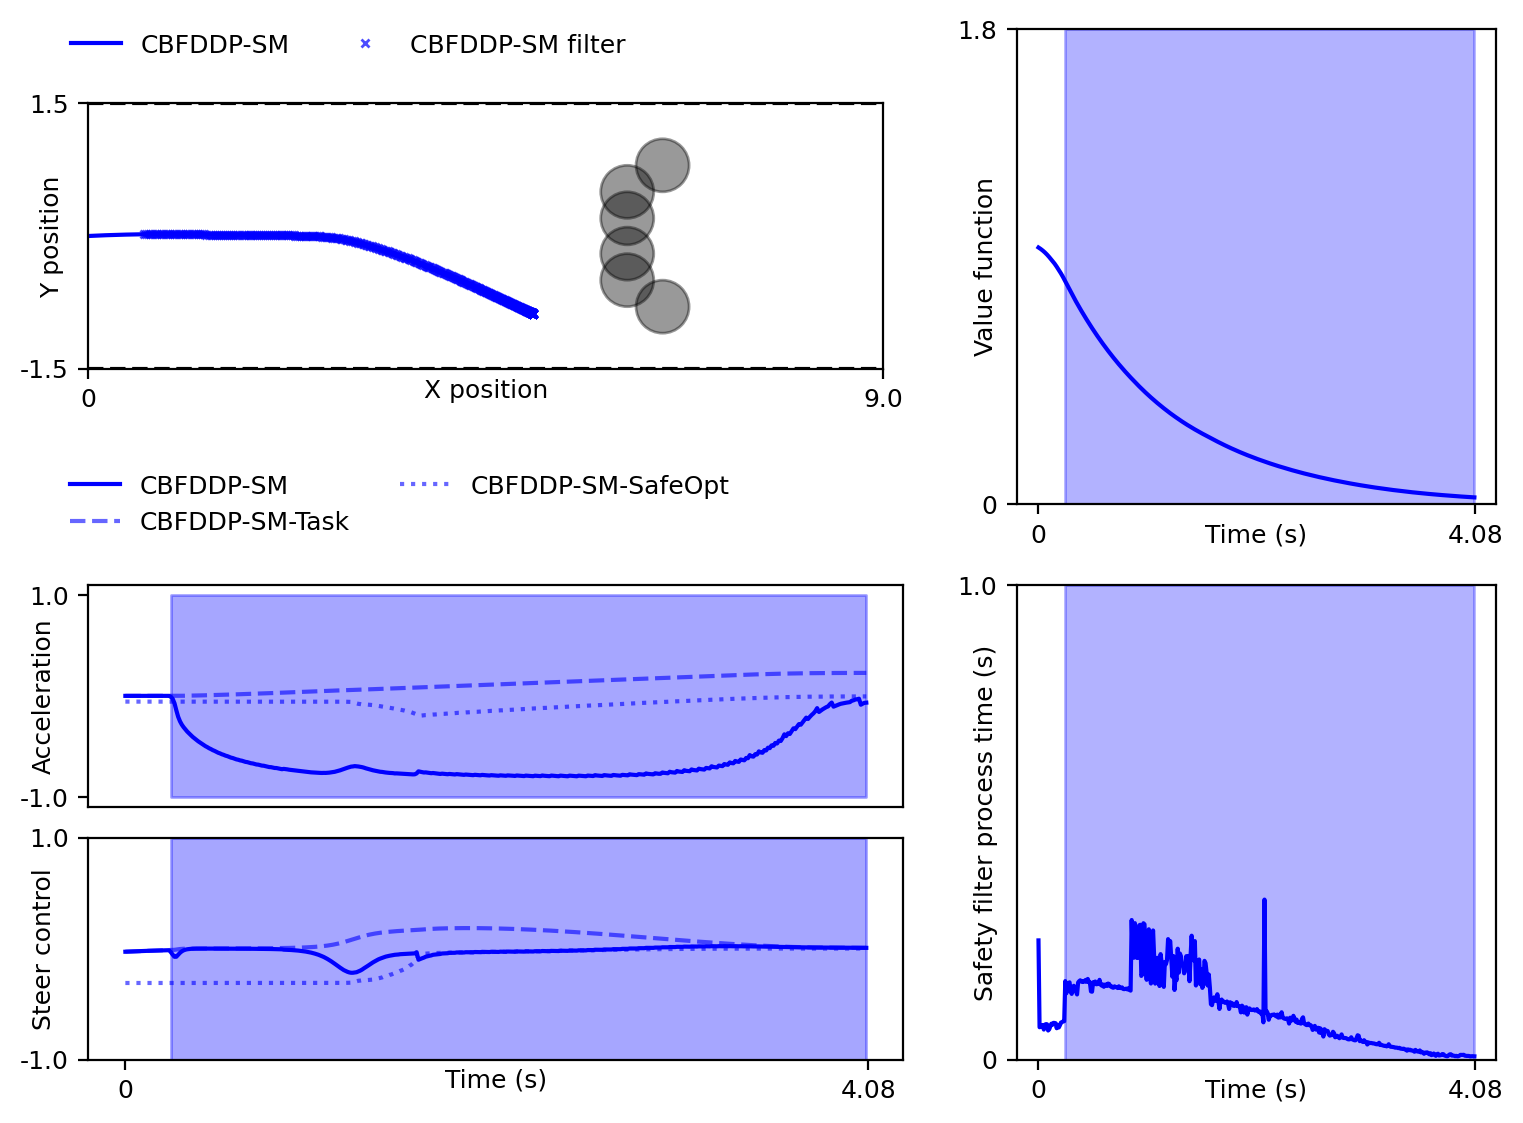 CBFDDP-SM
CBFDDP-SM filter
1.5
Y position
-1.5
0
X position
9.0
1.8
Value function
0
0
Time (s)
4.08
CBFDDP-SM
CBFDDP-SM-SafeOpt
CBFDDP-SM-Task
1.0
Acceleration
-1.0
1.0
Steer control
-1.0
0
Time (s)
4.08
1.0
Safety filter process time (s)
0
0
Time (s)
4.08